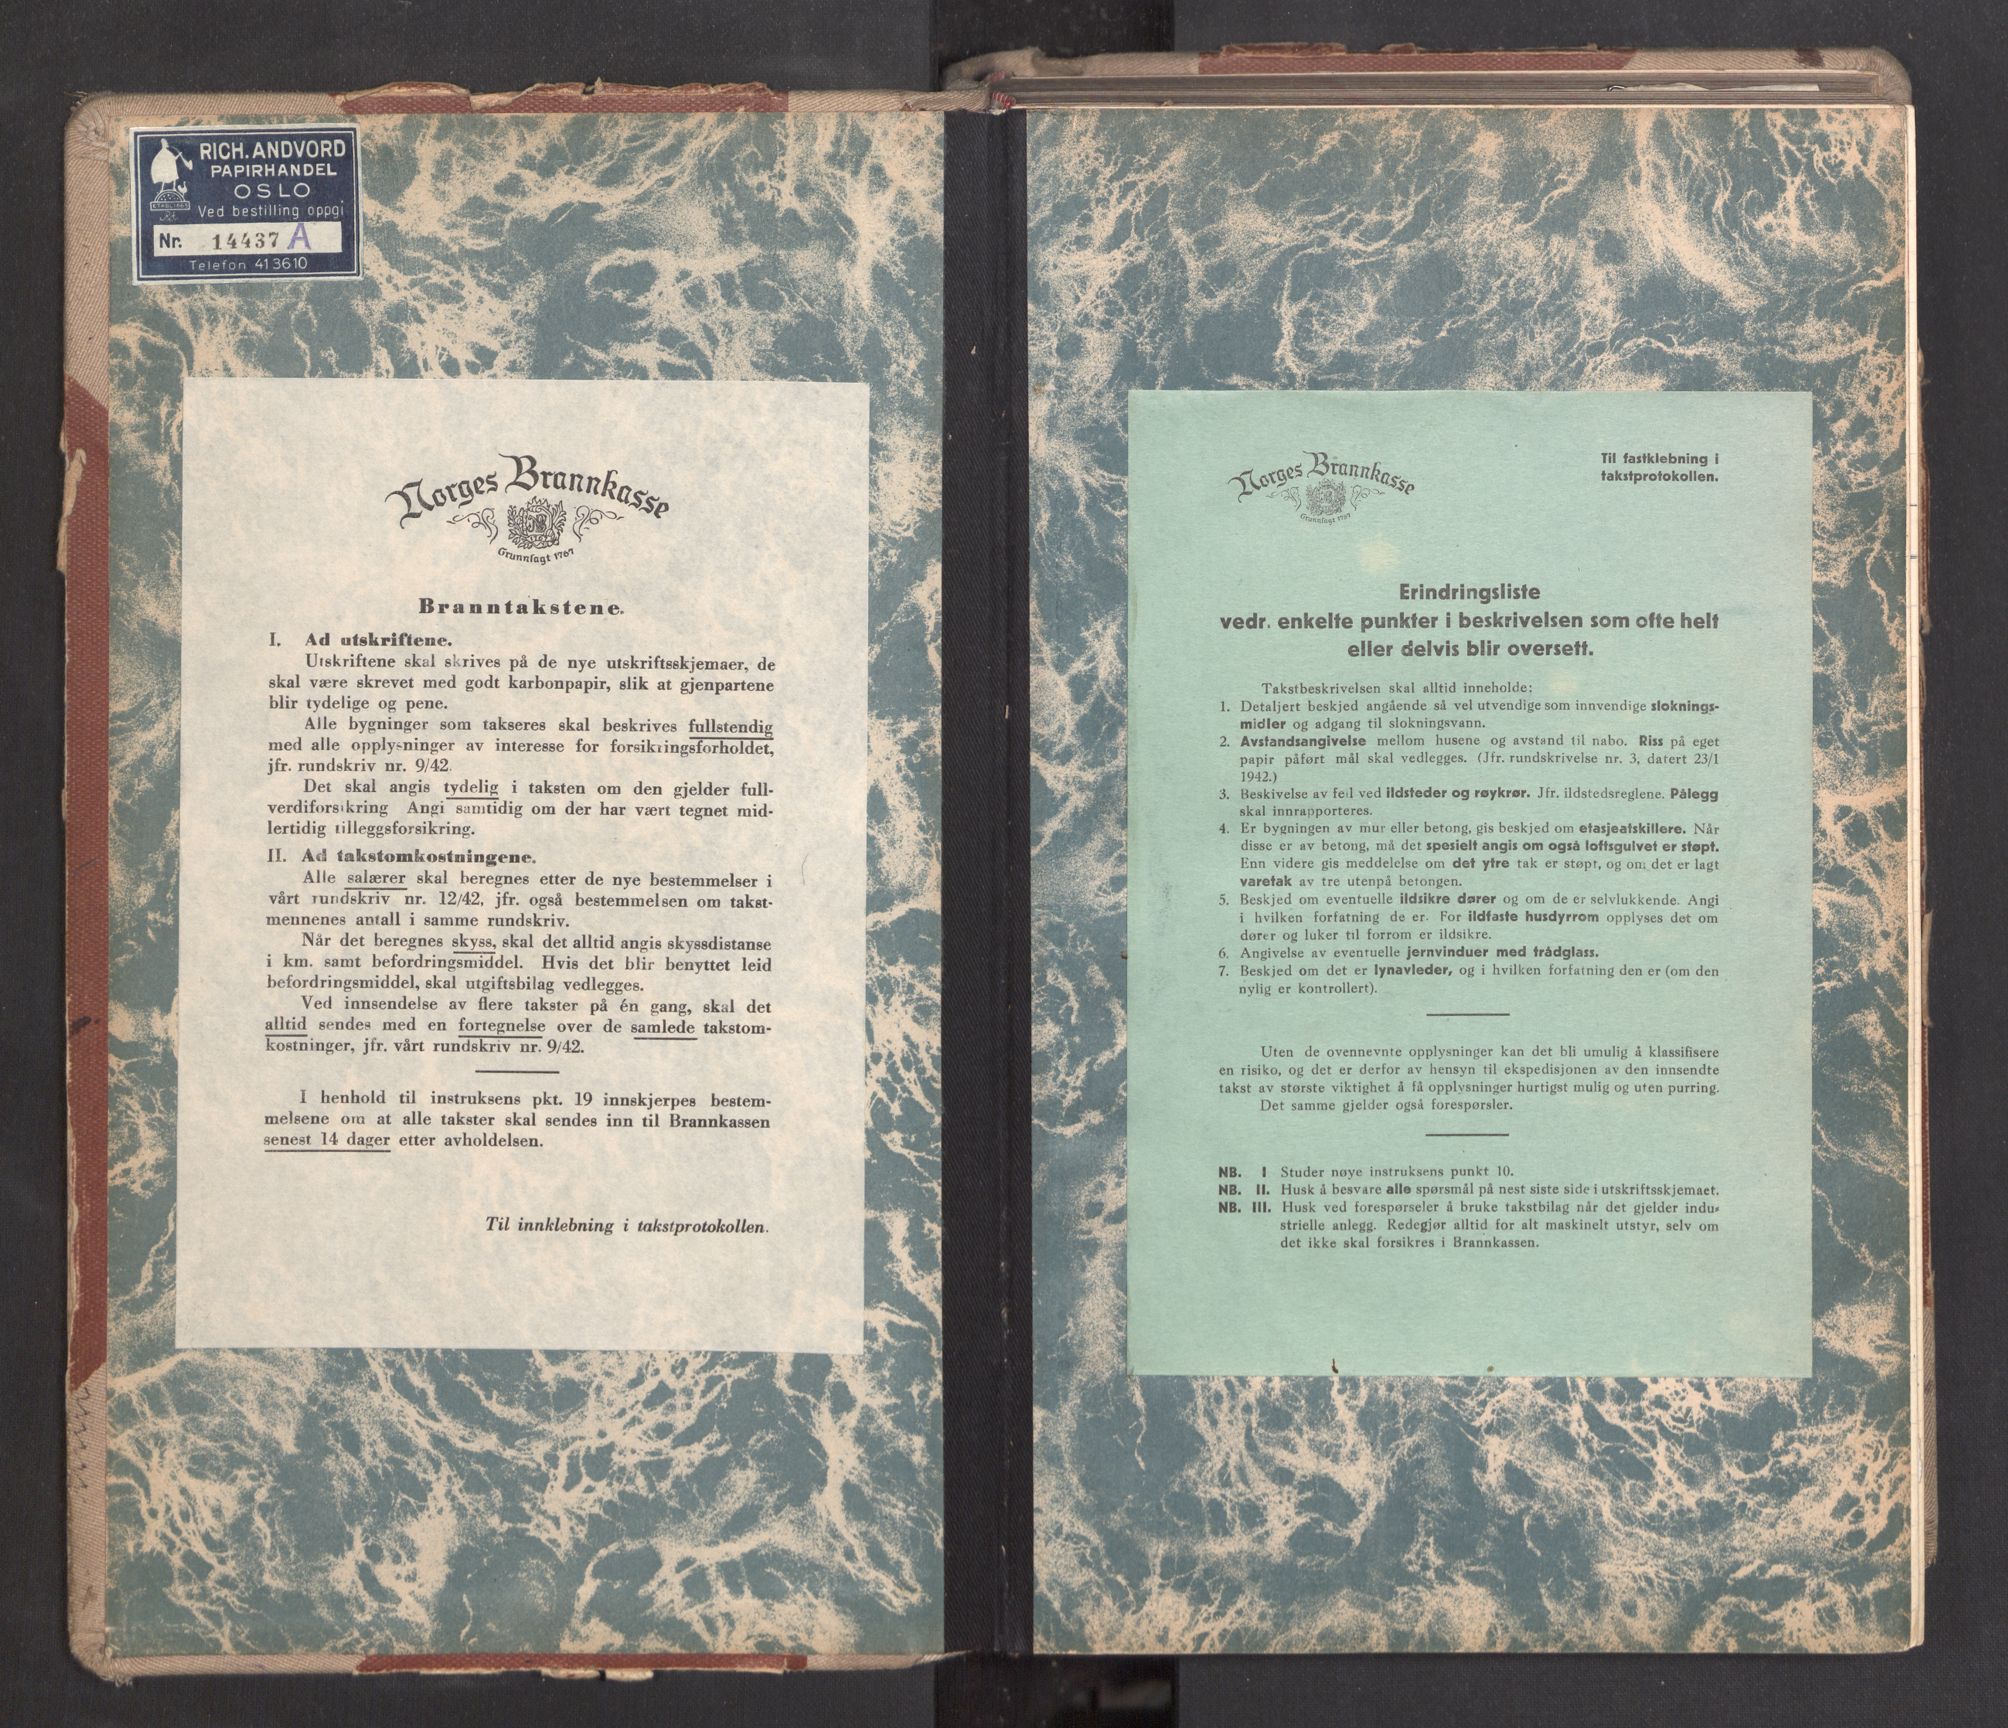 RICH. ANDVORD
PAPIRHANDEL
OSLO
Ved bestilling oppgi
Nr. 14437 A
Telefon 413610
Norges Brannkasse
Grunnlagt 1767
Branntakstene.
I. Ad utskriftene.
Utskriftene skal skrives på de nye utskriftsskjemaer, de
skal være skrevet med godt karbonpapir, slik at gjenpartene
blir tydelige og pene.
Alle bygninger som takseres skal beskrives fullstendig
med alle opplysninger av interesse for forsikringsforholdet,
jfr. rundskriv nr. 9/42.
Det skal angis tydelig i taksten om den gjelder full-
verdiforsikring Angi samtidig om der har vært tegnet mid-
lertidig tilleggsforsikring.
II. Ad takstomkostningene.
Alle salærer skal beregnes etter de nye bestemmelser i
vårt rundskriv nr. 12/42, jfr. også bestemmelsen om takst-
mennenes antall i samme rundskriv.
Når det beregnes skyss, skal det alltid angis skyssdistanse
i km. samt befordringsmiddel. Hvis det blir benyttet leid
befordringsmiddel, skal utgiftsbilag vedlegges.
Ved innsendelse av flere takster på én gang, skal det
alltid sendes med en fortegnelse over de samlede takstom-
kostninger, jfr. vårt rundskriv nr. 9/42.
I henhold til instruksens pkt. 19 innskjerpes bestem-
melsene om at alle takster skal sendes inn til Brannkassen
senest 14 dager etter avholdelsen.
Til innklebning i takstprotokollen.
Norges Brannkasse
Grunnlagt 1767
Til fastklebning i
takstprotokollen.
Erindringsliste
vedr. enkelte punkter i beskrivelsen som ofte helt
eller delvis blir oversett.
Takstbeskrivelsen skal alltid inneholde:
1. Detaljert beskjed angående så vel utvendige som innvendige sloknings-
midler og adgang til slokningsvann.
2. Avstandsangivelse mellom husene og avstand til nabo. Riss på eget
papir påført mål skal vedlegges. (Jfr. rundskrivelse nr. 3, datert 23/1
1942.)
3. Beskivelse av feil ved ildsteder og røykrør. Jfr. ildstedsreglene. Pålegg
skal innrapporteres.
4. Er bygningen av mur eller betong, gis beskjed om etasjeatskillere. Når
disse er av betong, må det spesielt angis om også loftsgulvet er støpt.
Enn videre gis meddelelse om det ytre tak er støpt, og om det er lagt
varetak av tre utenpå betongen.
5. Beskjed om eventuelle ildsikre dører og om de er selvlukkende. Angi
i hvilken forfatning de er. For ildfaste husdyrrom opplyses det om
dører og luker til forrom er ildsikre.
6. Angivelse av eventuelle jernvinduer med trådglass.
7. Beskjed om det er lynavleder, og i hvilken forfatning den er (om den
nylig er kontrollert).
Uten de ovennevnte opplysninger kan det bli umulig å klassifisere
en risiko, og det er derfor av hensyn til ekspedisjonen av den innsendte
takst av største viktighet å få opplysninger hurtigst mulig og uten purring.
Det samme gjelder også forespørsler.
NB. I Studer nøye instruksens punkt 10.
NB. II. Husk å besvare alle spørsmål på nest siste side i utskriftsskjemaet.
NB. III. Husk ved forespørseler å bruke takstbilag når det gjelder indu-
strielle anlegg. Redegjør alltid for alt maskinelt utstyr, selv om
det ikke skal forsikres i Brannkassen.